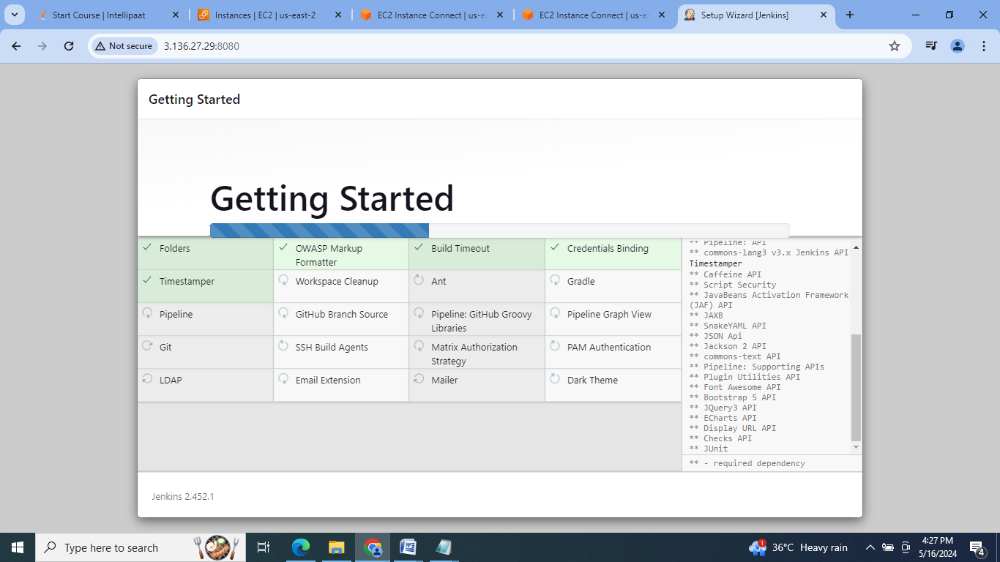 Start Course | Intellipaat
Instances | EC2 | us-east-2
EC2 Instance Connect | us-e
EC2 Instance Connect | us-e
Setup Wizard [Jenkins]
Not secure
3.136.27.29:8080
Getting Started
Getting Started
Folders
OWASP Markup
Formatter
Build Timeout
Credentials Binding
Timestamper
Workspace Cleanup
Ant
Gradle
Pipeline
GitHub Branch Source
Pipeline: GitHub Groovy
Libraries
Pipeline Graph View
Git
SSH Build Agents
Matrix Authorization
Strategy
PAM Authentication
LDAP
Email Extension
Mailer
Dark Theme
** Pipeline: API
** commons-lang3 v3.x Jenkins API
Timestamper
** Caffeine API
** Script Security
** JavaBeans Activation Framework
(JAF) API
** JAXB
** SnakeYAML API
** JSON Api
** Jackson 2 API
** commons-text API
** Pipeline: Supporting APIs
** Plugin Utilities API
** Font Awesome API
** Bootstrap 5 API
** JQuery3 API
** ECharts API
** Display URL API
** Checks API
** JUnit
** - required dependency
Jenkins 2.452.1
Type here to search
1
36°C Heavy rain
4:27 PM
5/16/2024
4